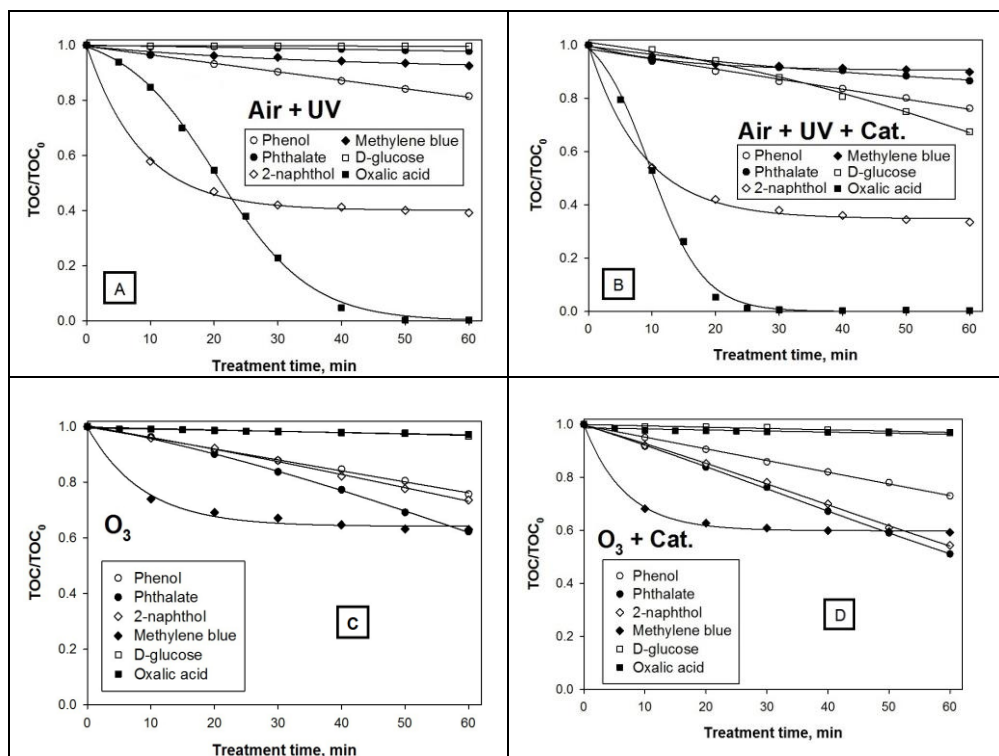 TOC/TOC0
1.0
0.8
0.6
0.4
0.2
0.0
Air + UV
Phenol
Methylene blue
Phthalate
D-glucose
2-naphthol
Oxalic acid
A
0 10 20 30 40 50 60
Treatment time, min
TOC/TOC0
1.0
0.8
0.6
0.4
0.2
0.0
Air + UV + Cat.
Phenol
Methylene blue
Phthalate
D-glucose
2-naphthol
Oxalic acid
B
0 10 20 30 40 50 60
Treatment time, min
TOC/TOC0
1.0
0.8
0.6
0.4
0.2
0.0
O3
Phenol
Phthalate
2-naphthol
Methylene blue
D-glucose
Oxalic acid
C
0 10 20 30 40 50 60
Treatment time, min
TOC/TOC0
1.0
0.8
0.6
0.4
0.2
0.0
O3 + Cat.
Phenol
Phthalate
2-naphthol
Methylene blue
D-glucose
Oxalic acid
D
0 10 20 30 40 50 60
Treatment time, min